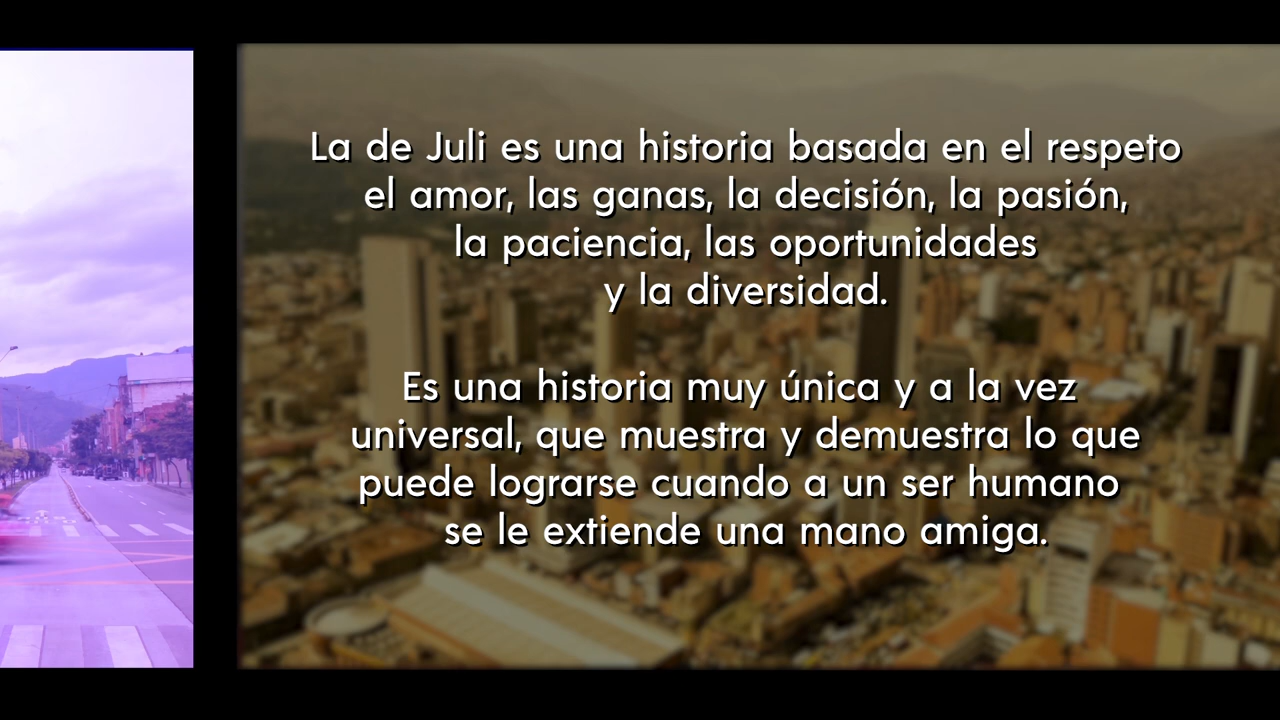 La de Juli es una historia basada en el respeto
el amor, las ganas, la decisión, la pasión,
la paciencia, las oportunidades
y la diversidad.
Es una historia muy única y a la vez
universal, que muestra y demuestra lo que
puede lograrse cuando a un ser humano
se le extiende una mano amiga.